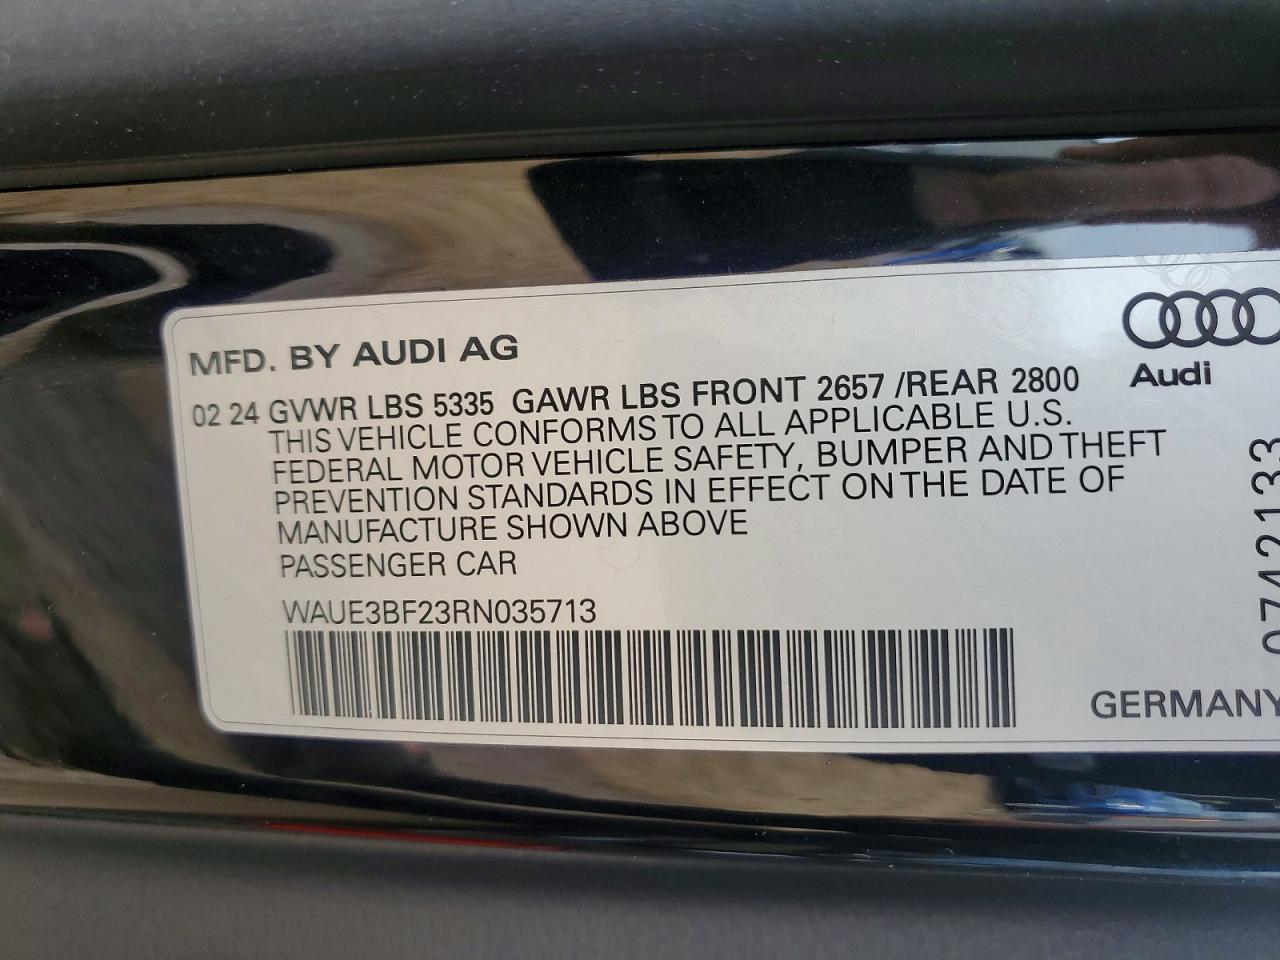 MFD. BY AUDI AG
Audi
02 24 GVWR LBS 5335 GAWR LBS FRONT 2657 /REAR 2800
THIS VEHICLE CONFORMS TO ALL APPLICABLE U.S.
FEDERAL MOTOR VEHICLE SAFETY, BUMPER AND THEFT
PREVENTION STANDARDS IN EFFECT ON THE DATE OF
MANUFACTURE SHOWN ABOVE
PASSENGER CAR
WAUE3BF23RN035713
GERMANY
0742133